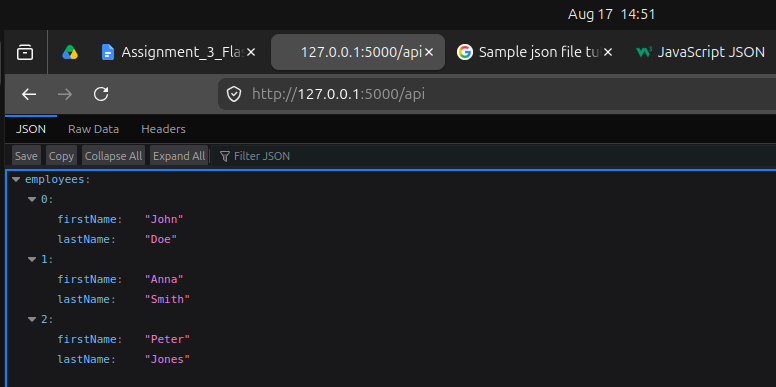 Aug 17 14:51
Assignment_3_Fla
127.0.0.1:5000/api
Sample json file tu
JavaScript JSON
http://127.0.0.1:5000/api
JSON Raw Data Headers
Save Copy Collapse All Expand All Filter JSON
employees:
0:
firstName: "John"
lastName: "Doe"
1:
firstName: "Anna"
lastName: "Smith"
2:
firstName: "Peter"
lastName: "Jones"